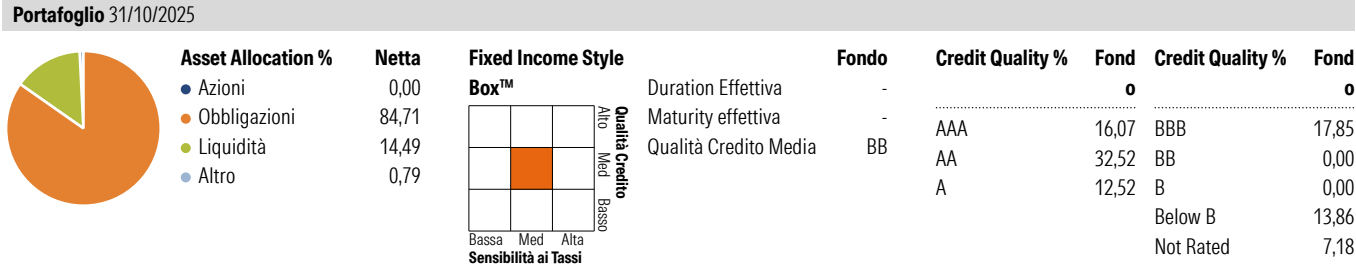 Portafoglio 31/10/2025
Asset Allocation % Netta
Azioni 0,00
Obbligazioni 84,71
Liquidità 14,49
Altro 0,79
Fixed Income Style
Box™
Alto Med Basso
Qualità Credito
Bassa Med Alta
Sensibilità ai Tassi
Fondo
Duration Effettiva -
Maturity effettiva -
Qualità Credito Media BB
Credit Quality % Fond
o
AAA 16,07
AA 32,52
A 12,52
Credit Quality % Fond
o
BBB 17,85
BB 0,00
B 0,00
Below B 13,86
Not Rated 7,18